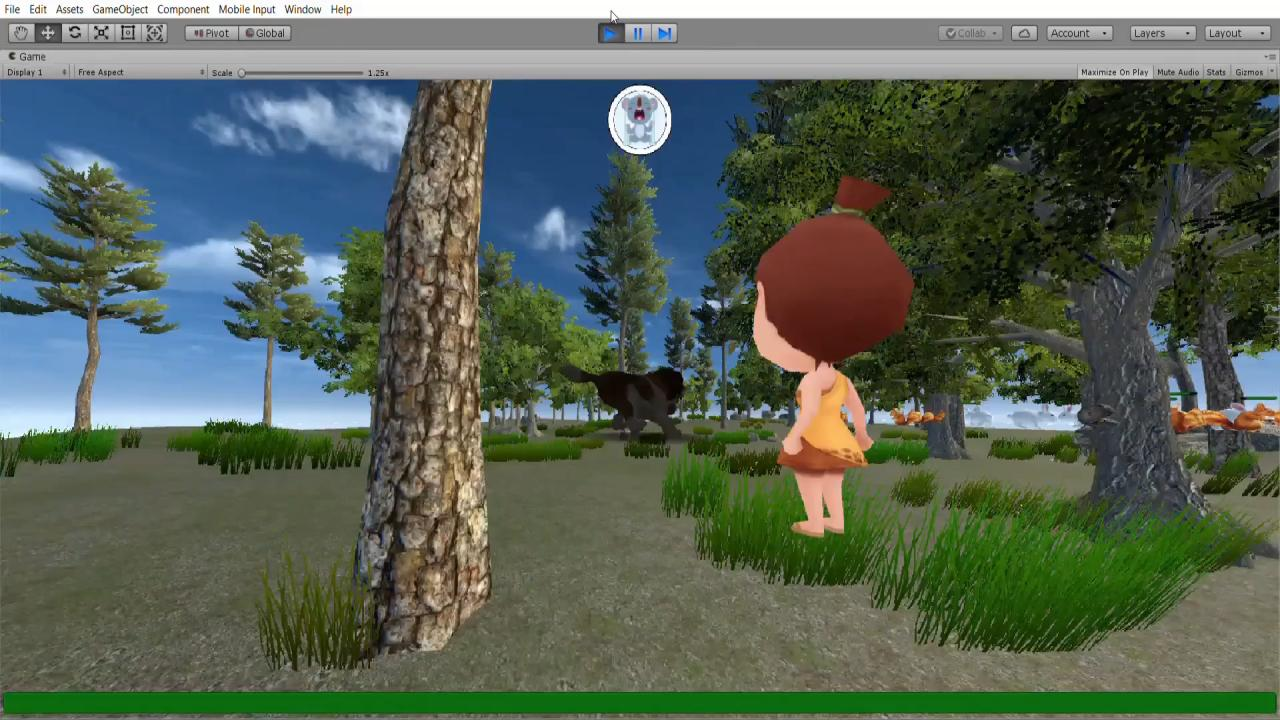 File Edit Assets GameObject Component Mobile Input Window Help
Pivot Global Collab Account Layers Layout
Game
Display 1 Free Aspect Scale 1.25x Maximize On Play Mute Audio Stats Gizmos